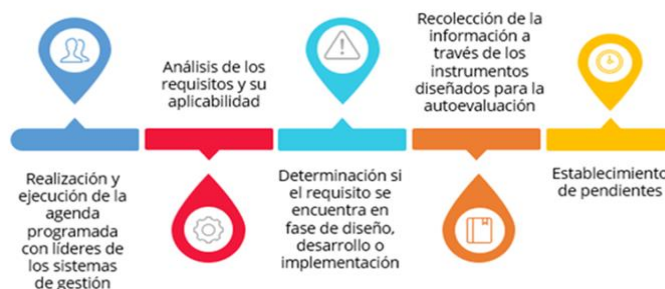 Realización y
ejecución de la
agenda
programada
con líderes de
los sistemas
de gestión
Análisis de los
requisitos y su
aplicabilidad
Determinación si
el requisito se
encuentra en
fase de diseño,
desarrollo o
implementación
Recolección de la
información a
través de los
instrumentos
diseñados para la
autoevaluación
Establecimiento
de pendientes